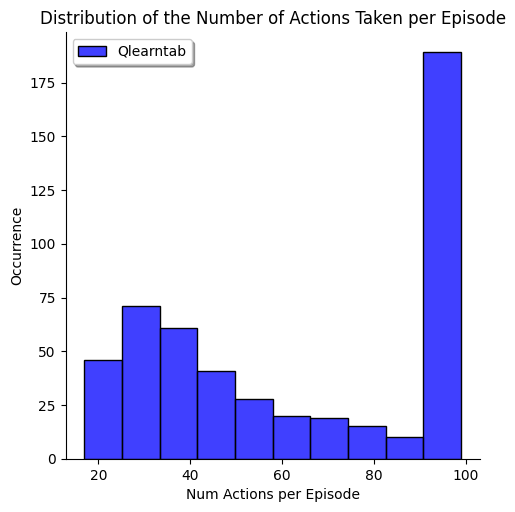 Distribution of the Number of Actions Taken per Episode
Qlearntab
175
150
125
100
75
50
25
0
Occurrence
20 40 60 80 100
Num Actions per Episode